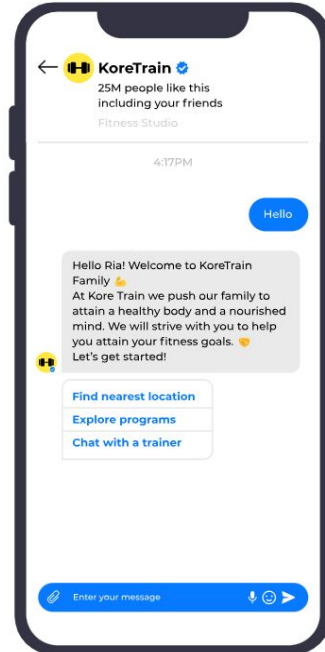 KoreTrain
25M people like this
including your friends
Fitness Studio
4:17PM
Hello
Hello Ria! Welcome to KoreTrain
Family 💪
At Kore Train we push our family to
attain a healthy body and a nourished
mind. We will strive with you to help
you attain your fitness goals. 🤜
Let's get started!
Find nearest location
Explore programs
Chat with a trainer
Enter your message